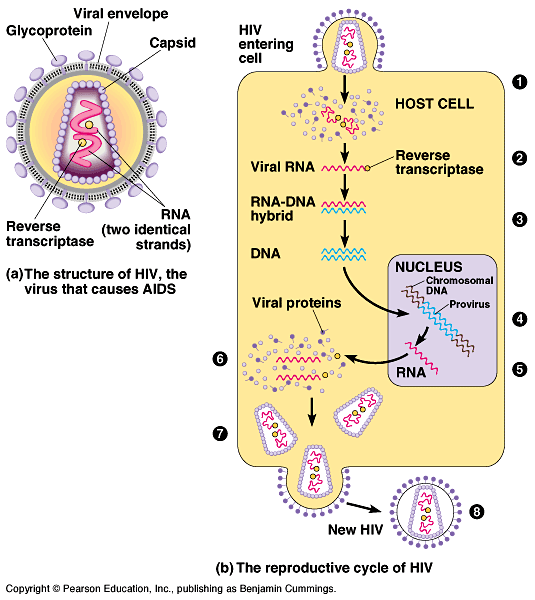 Viral envelope
Glycoprotein
Capsid
Reverse
transcriptase
RNA
(two identical
strands)
(a) The structure of HIV, the
virus that causes AIDS
HIV
entering
cell
1
HOST CELL
2
Viral RNA
Reverse
transcriptase
RNA-DNA
hybrid
3
DNA
NUCLEUS
Chromosomal
DNA
Provirus
4
Viral proteins
5
RNA
6
7
8
New HIV
(b) The reproductive cycle of HIV
Copyright © Pearson Education, Inc., publishing as Benjamin Cummings.